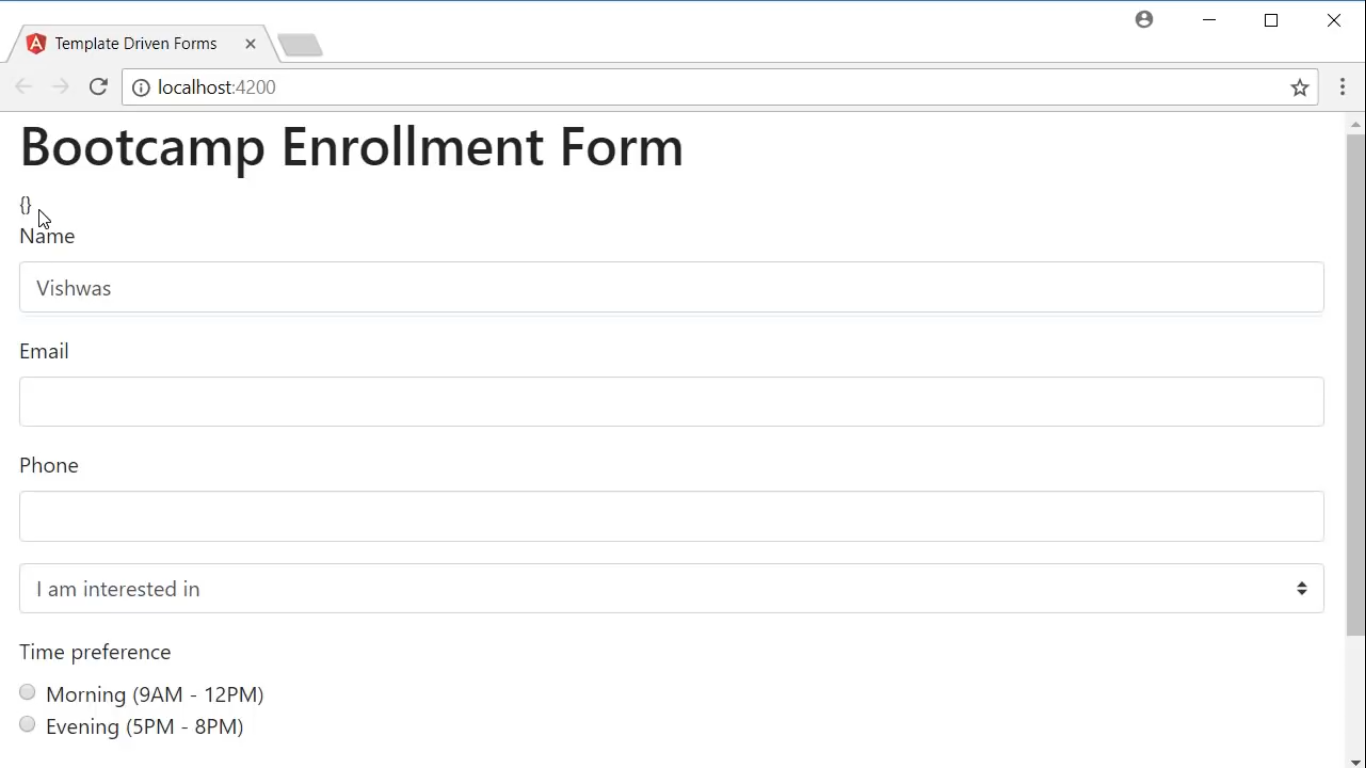 Template Driven Forms
localhost:4200
Bootcamp Enrollment Form
{}
Name
Vishwas
Email
Phone
I am interested in
Time preference
Morning (9AM - 12PM)
Evening (5PM - 8PM)